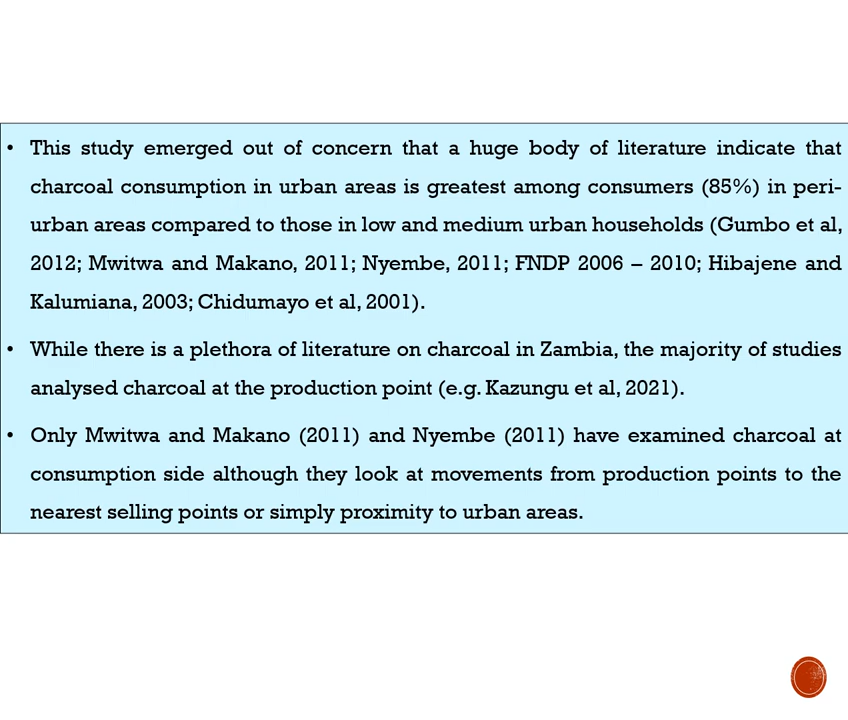 • This study emerged out of concern that a huge body of literature indicate that
charcoal consumption in urban areas is greatest among consumers (85%) in peri-
urban areas compared to those in low and medium urban households (Gumbo et al,
2012; Mwitwa and Makano, 2011; Nyembe, 2011; FNDP 2006 – 2010; Hibajene and
Kalumiana, 2003; Chidumayo et al, 2001).
• While there is a plethora of literature on charcoal in Zambia, the majority of studies
analysed charcoal at the production point (e.g. Kazungu et al, 2021).
• Only Mwitwa and Makano (2011) and Nyembe (2011) have examined charcoal at
consumption side although they look at movements from production points to the
nearest selling points or simply proximity to urban areas.